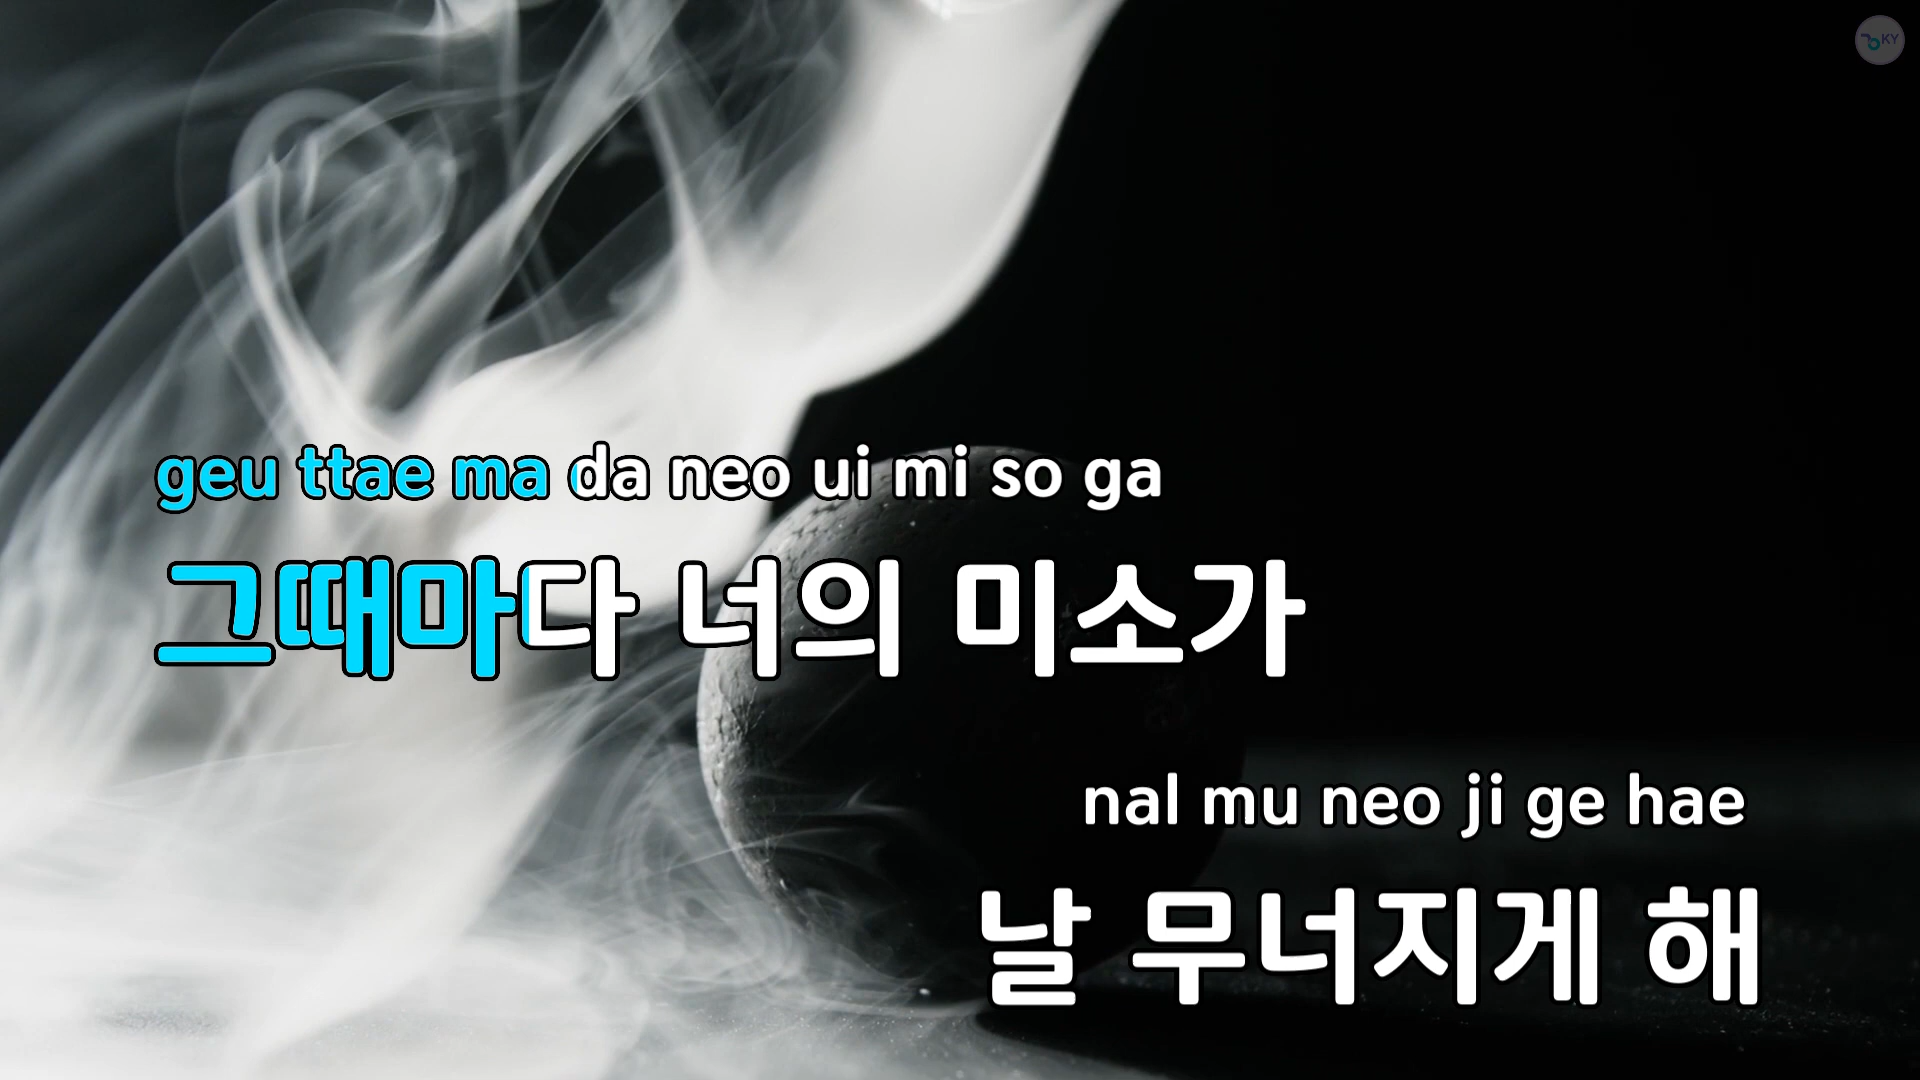 KY
geu ttae ma da neo ui mi so ga
그때마다 너의 미소가
nal mu neo ji ge hae
날 무너지게 해